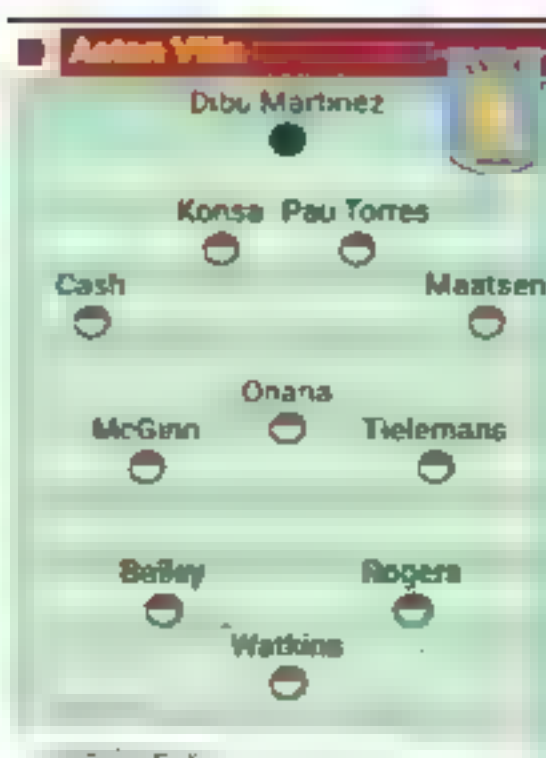 Aston Villa
Dibu Martinez
Konsa Pau Torres
Cash Maatsen
Onana
McGinn Tielemans
Bailey Rogers
Watkins